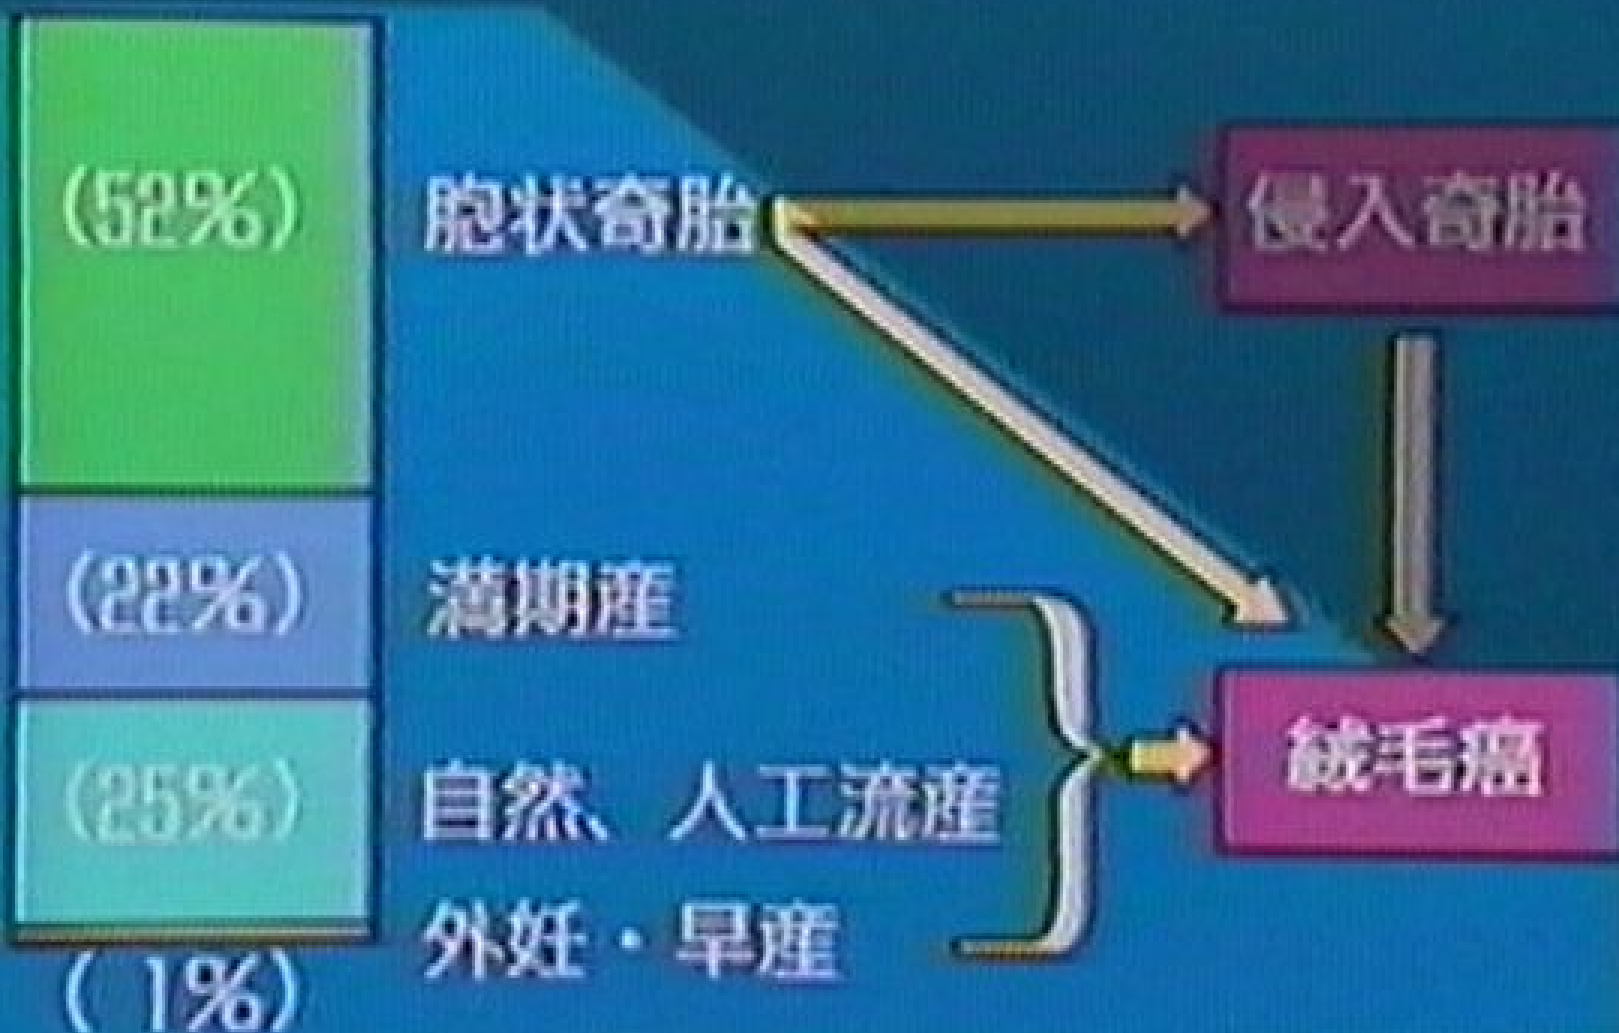 (52%) 胞状奇胎 侵入奇胎
(22%) 満期産
(25%) 自然、人工流産 絨毛癌
外妊・早産
(1%)